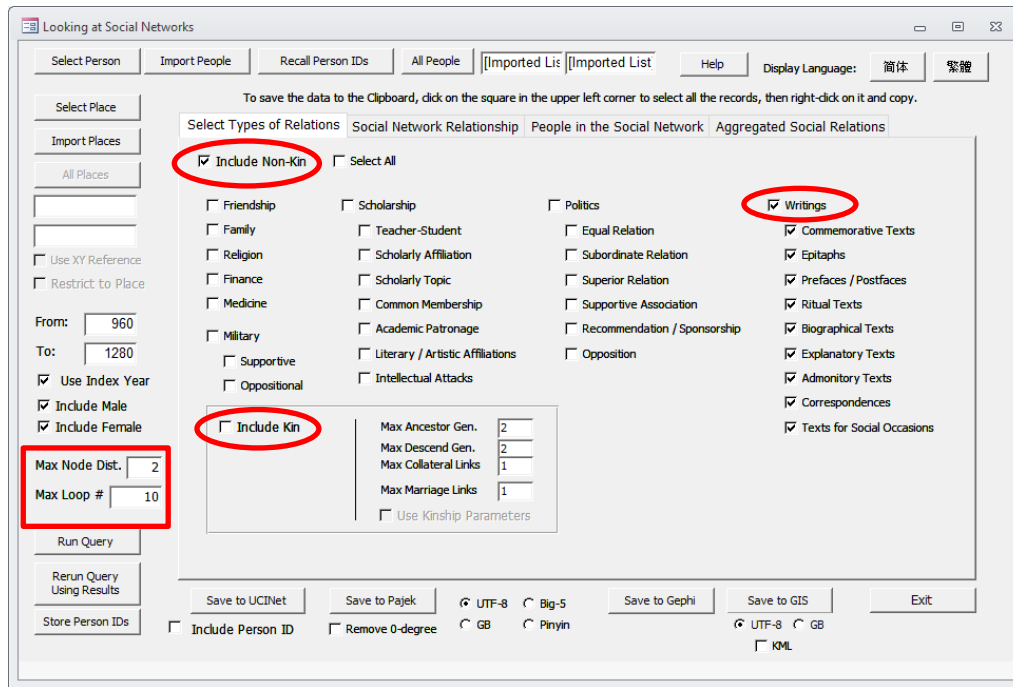 Looking at Social Networks
Select Person Import People Recall Person IDs All People [Imported Lis [Imported List Help Display Language: 简体 繁體
To save the data to the Clipboard, click on the square in the upper left corner to select all the records, then right-click on it and copy.
Select Place
Import Places
All Places
Use XY Reference
Restrict to Place
From: 960
To: 1280
Use Index Year
Include Male
Include Female
Max Node Dist. 2
Max Loop # 10
Run Query
Rerun Query
Using Results
Store Person IDs
Select Types of Relations Social Network Relationship People in the Social Network Aggregated Social Relations
Include Non-Kin Select All
Friendship
Family
Religion
Finance
Medicine
Military
Supportive
Oppositional
Scholarship
Teacher-Student
Scholarly Affiliation
Scholarly Topic
Common Membership
Academic Patronage
Literary / Artistic Affiliations
Intellectual Attacks
Politics
Equal Relation
Subordinate Relation
Superior Relation
Supportive Association
Recommendation / Sponsorship
Opposition
Writings
Commemorative Texts
Epitaphs
Prefaces / Postfaces
Ritual Texts
Biographical Texts
Explanatory Texts
Admonitory Texts
Correspondences
Texts for Social Occasions
Include Kin
Max Ancestor Gen. 2
Max Descend Gen. 2
Max Collateral Links 1
Max Marriage Links 1
Use Kinship Parameters
Save to UCINet Save to Pajek UTF-8 Big-5 Save to Gephi Save to GIS Exit
Include Person ID Remove 0-degree GB Pinyin UTF-8 GB
KML